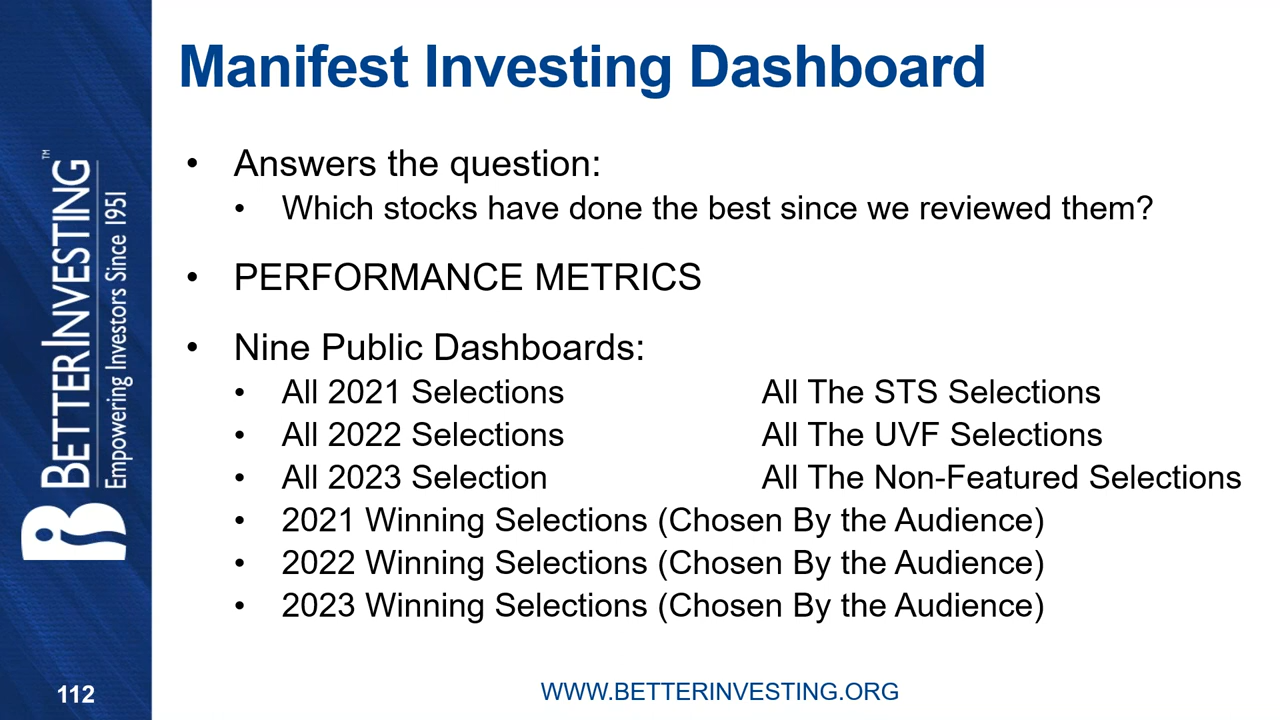 Manifest Investing Dashboard
• Answers the question:
• Which stocks have done the best since we reviewed them?
• PERFORMANCE METRICS
• Nine Public Dashboards:
• All 2021 Selections All The STS Selections
• All 2022 Selections All The UVF Selections
• All 2023 Selection All The Non-Featured Selections
• 2021 Winning Selections (Chosen By the Audience)
• 2022 Winning Selections (Chosen By the Audience)
• 2023 Winning Selections (Chosen By the Audience)
BETTERINVESTING™
Empowering Investors Since 1951
112
WWW.BETTERINVESTING.ORG